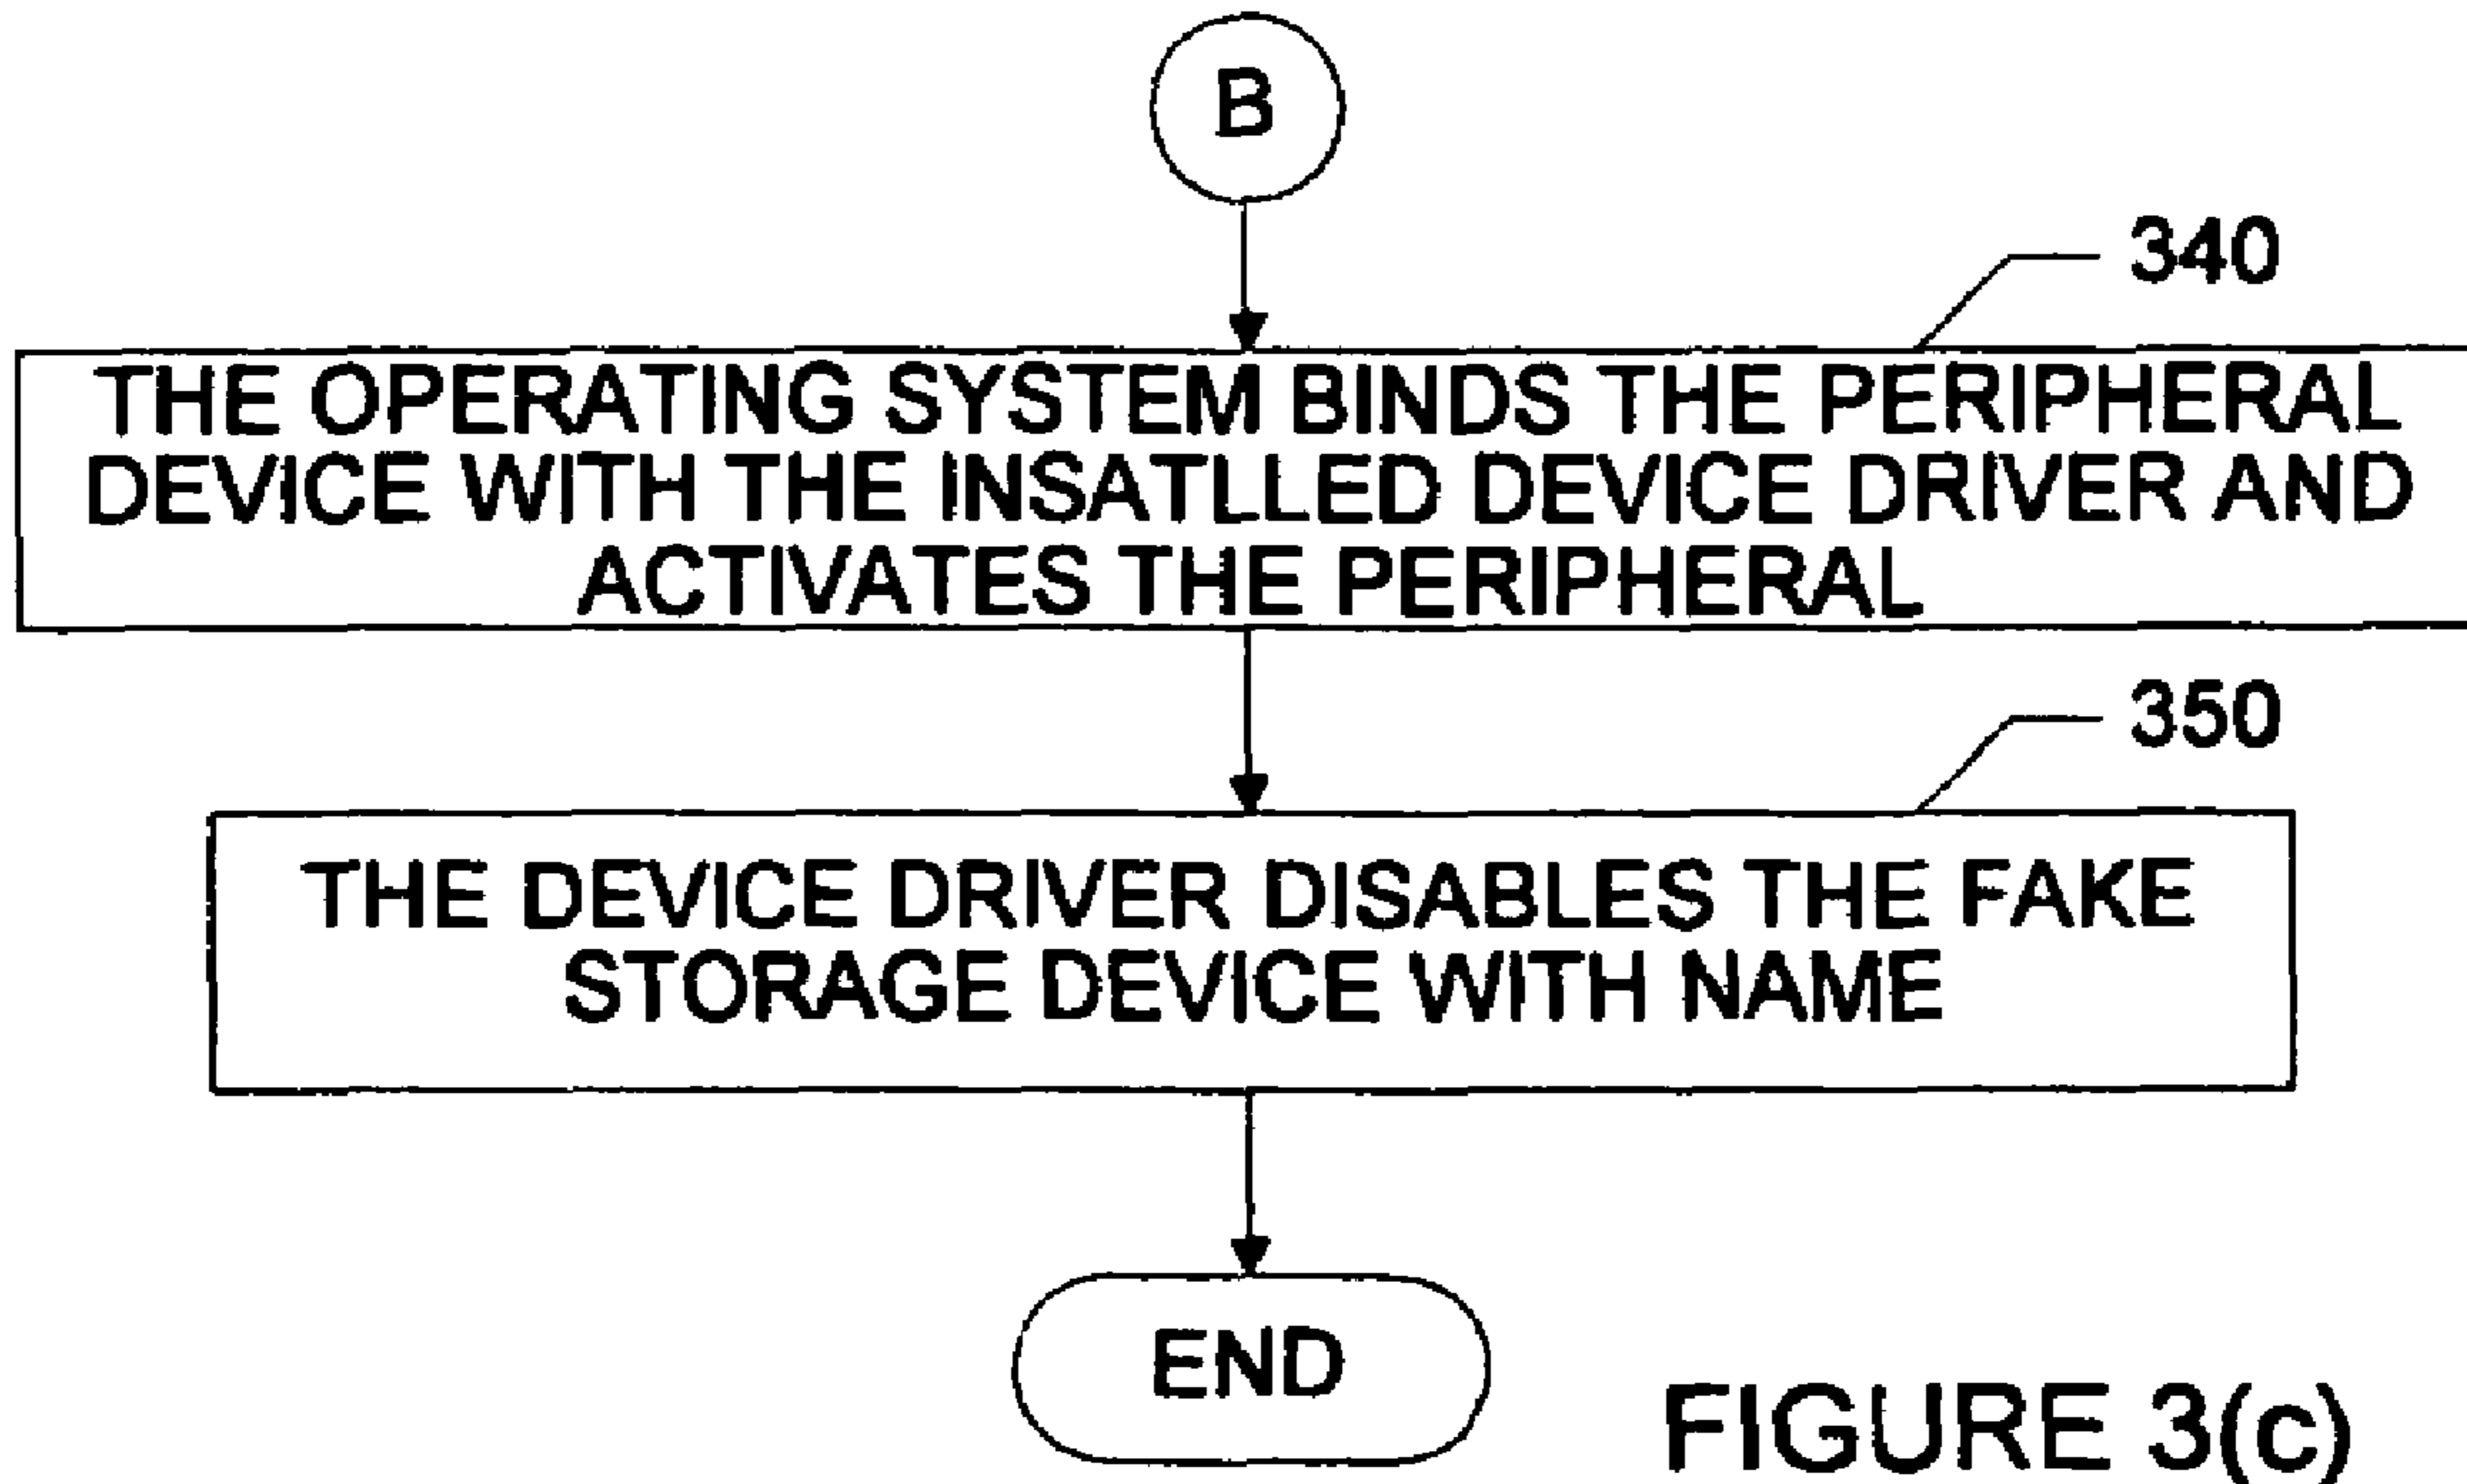 B
340
THE OPERATING SYSTEM BINDS THE PERIPHERAL
DEVICE WITH THE INSATLLED DEVICE DRIVER AND
ACTIVATES THE PERIPHERAL
350
THE DEVICE DRIVER DISABLES THE FAKE
STORAGE DEVICE WITH NAME
END
FIGURE 3(c)